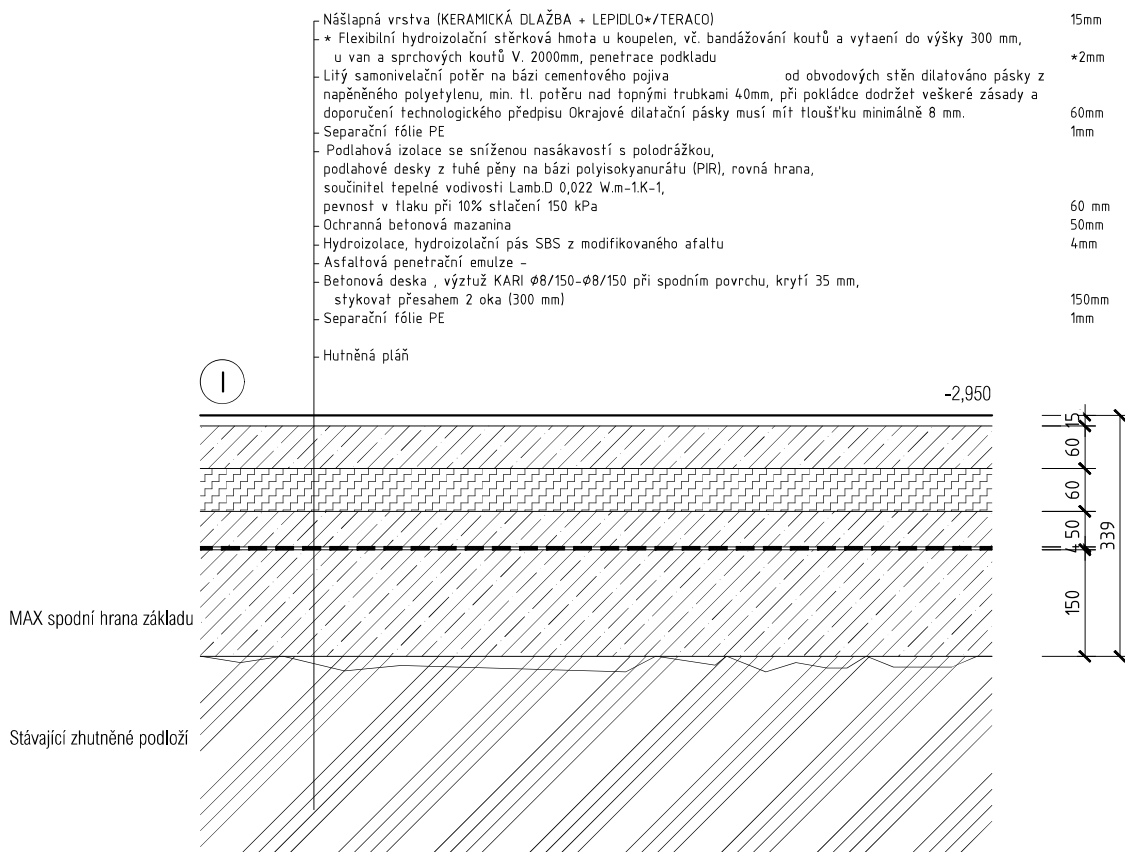 Nášlapná vrstva (KERAMICKÁ DLAŽBA + LEPIDLO*/TERACO) 15mm
* Flexibilní hydroizolační stěrková hmota u koupelen, vč. bandážování koutů a vytaení do výšky 300 mm,
u van a sprchových koutů V. 2000mm, penetrace podkladu *2mm
Litý samonivelační potěr na bázi cementového pojiva od obvodových stěn dilatováno pásky z
napěněného polyetylenu, min. tl. potěru nad topnými trubkami 40mm, při pokládce dodržet veškeré zásady a
doporučení technologického předpisu Okrajové dilatační pásky musí mít tloušťku minimálně 8 mm. 60mm
Separační fólie PE 1mm
Podlahová izolace se sníženou nasákavostí s polodrážkou,
podlahové desky z tuhé pěny na bázi polyisokyanurátu (PIR), rovná hrana,
součinitel tepelné vodivosti Lamb.D 0,022 W.m-1.K-1,
pevnost v tlaku při 10% stlačení 150 kPa 60 mm
Ochranná betonová mazanina 50mm
Hydroizolace, hydroizolační pás SBS z modifikovaného afaltu 4mm
Asfaltová penetrační emulze -
Betonová deska , výztuž KARI Ø8/150-Ø8/150 při spodním povrchu, krytí 35 mm,
stykovat přesahem 2 oka (300 mm) 150mm
Separační fólie PE 1mm
Hutněná pláň
I
-2,950
15
60
60
50
4
150
339
MAX spodní hrana základu
Stávající zhutněné podloží